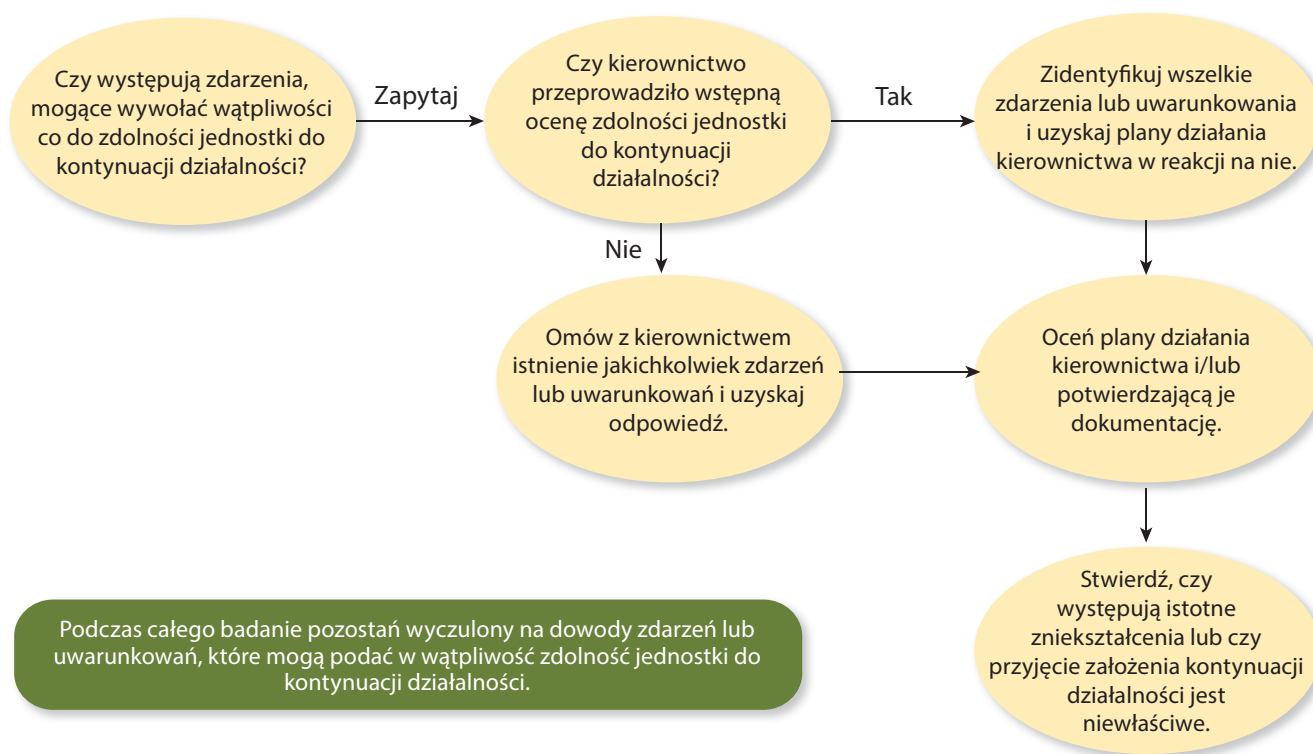 Czy występują zdarzenia,
mogące wywołać wątpliwości
co do zdolności jednostki do
kontynuacji działalności?
Zapytaj
Czy kierownictwo
przeprowadziło wstępną
ocenę zdolności jednostki
do kontynuacji
działalności?
Tak
Zidentyfikuj wszelkie
zdarzenia lub uwarunkowania
i uzyskaj plany działania
kierownictwa w reakcji na nie.
Nie
Omów z kierownictwem
istnienie jakichkolwiek zdarzeń
lub uwarunkowań i uzyskaj
odpowiedź.
Oceń plany działania
kierownictwa i/lub
potwierdzającą je
dokumentację.
Stwierdź, czy
występują istotne
zniekształcenia lub czy
przyjęcie założenia kontynuacji
działalności jest
niewłaściwe.
Podczas całego badanie pozostań wyczulony na dowody zdarzeń lub
uwarunkowań, które mogą podać w wątpliwość zdolność jednostki do
kontynuacji działalności.